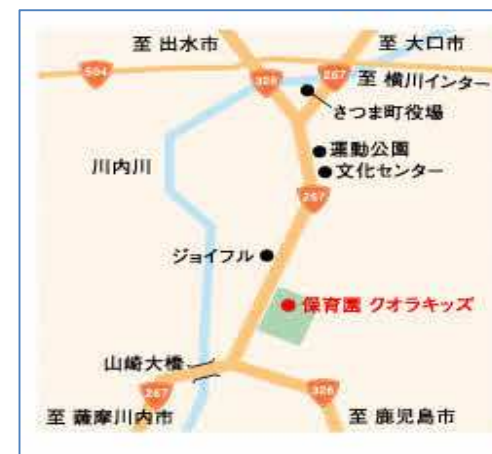 至 出水市
至 大口市
504
328
267
至 横川インター
さつま町役場
運動公園
文化センター
川内川
267
ジョイフル
保育園 クオラキッズ
山崎大橋
267
328
至 薩摩川内市
至 鹿児島市